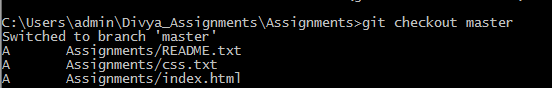 C:\Users\admin\Divya_Assignments\Assignments>git checkout master
Switched to branch 'master'
A       Assignments/README.txt
A       Assignments/css.txt
A       Assignments/index.html